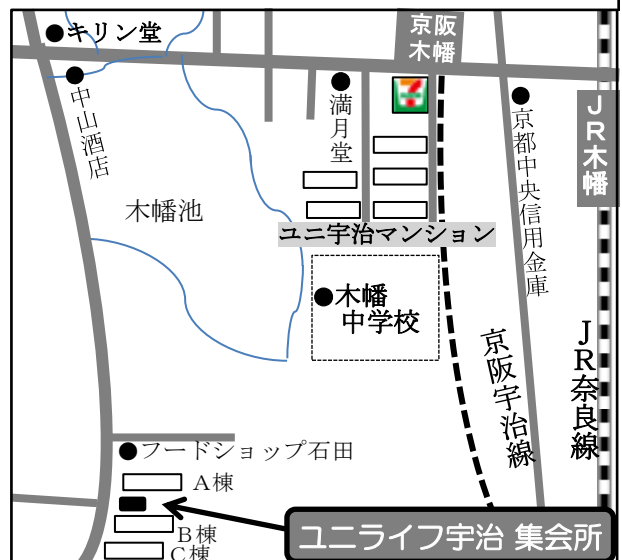 キリン堂
京阪
木幡
中山酒店
満月堂
7
京都中央信用金庫
JR木幡
木幡池
ユニ宇治マンション
木幡
中学校
京阪宇治線
JR奈良線
フードショップ石田
A棟
B棟
C棟
ユニライフ宇治 集会所